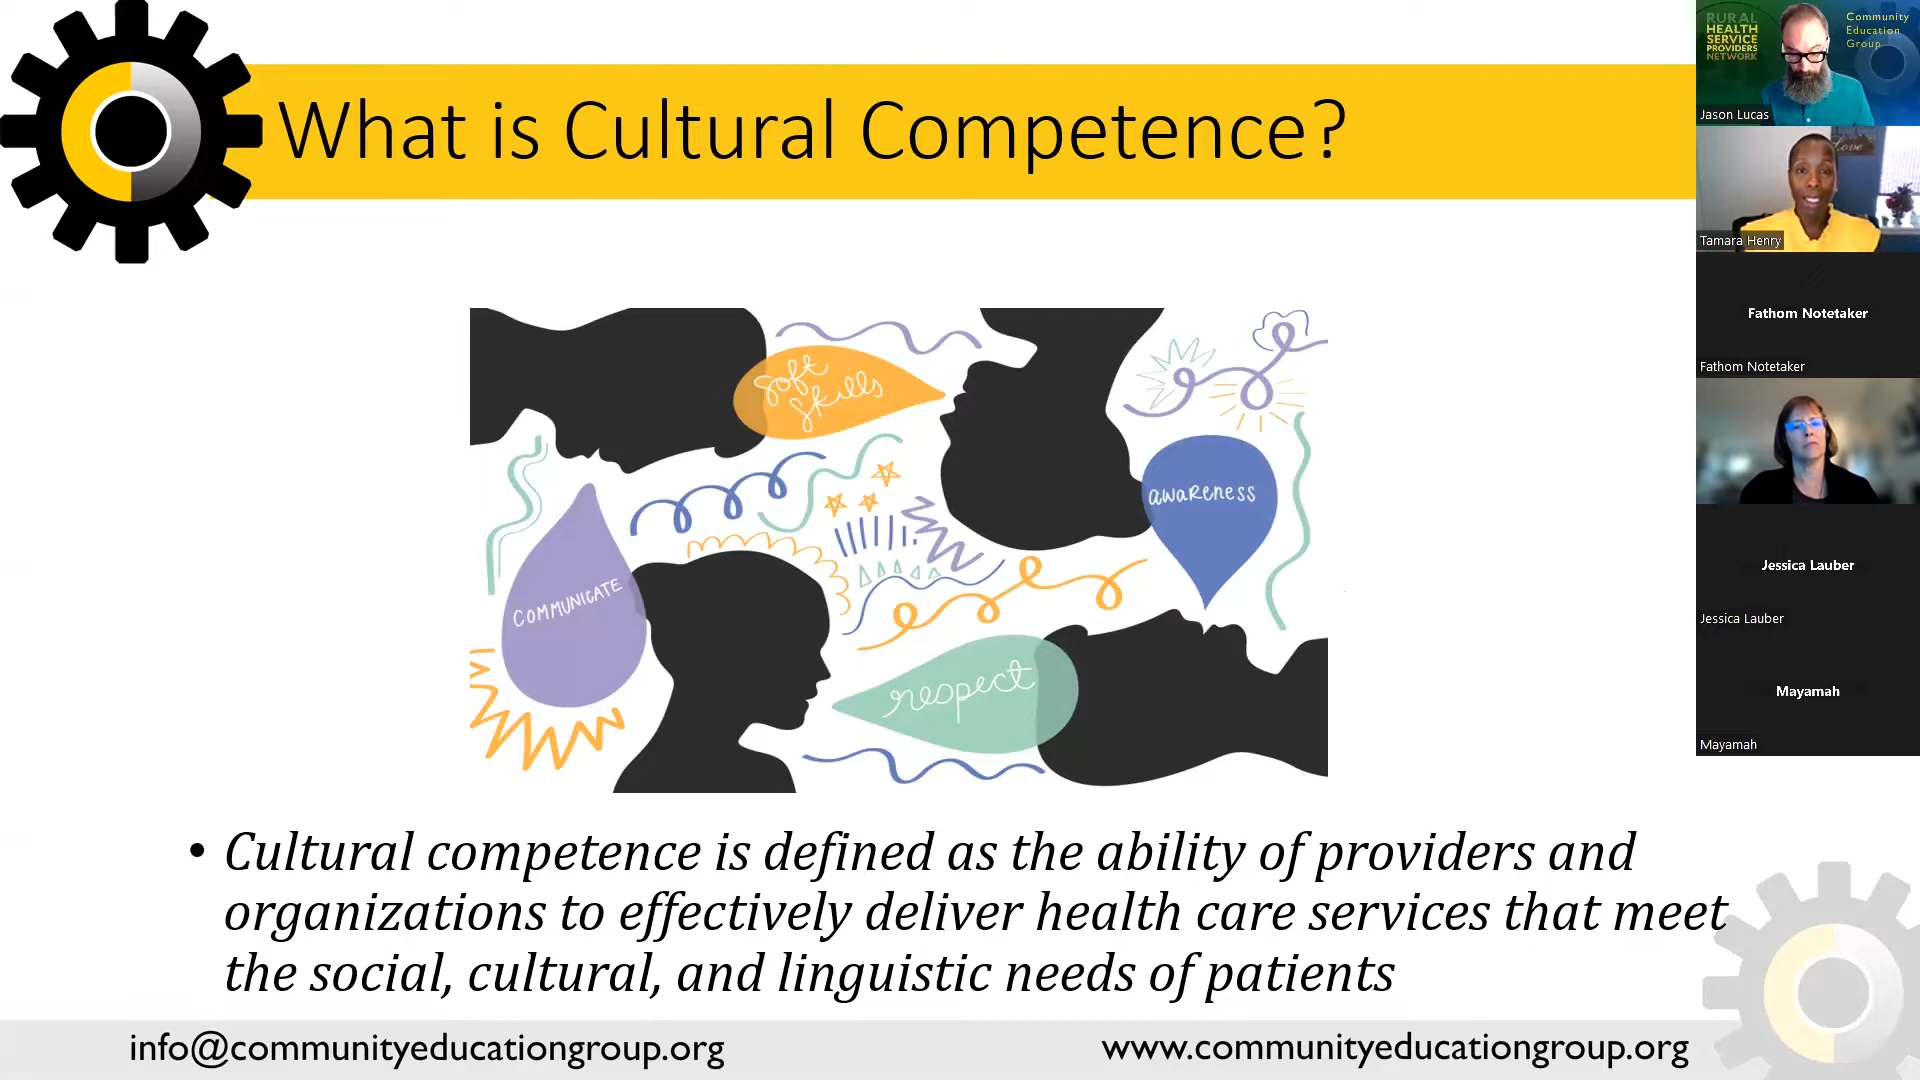 What is Cultural Competence?
soft
skills
awareness
COMMUNICATE
respect
• Cultural competence is defined as the ability of providers and
organizations to effectively deliver health care services that meet
the social, cultural, and linguistic needs of patients
info@communityeducationgroup.org
www.communityeducationgroup.org
RURAL
HEALTH
SERVICE
PROVIDERS
NETWORK
Community
Education
Group
Jason Lucas
Love
Tamara Henry
Fathom Notetaker
Fathom Notetaker
Jessica Lauber
Jessica Lauber
Mayamah
Mayamah